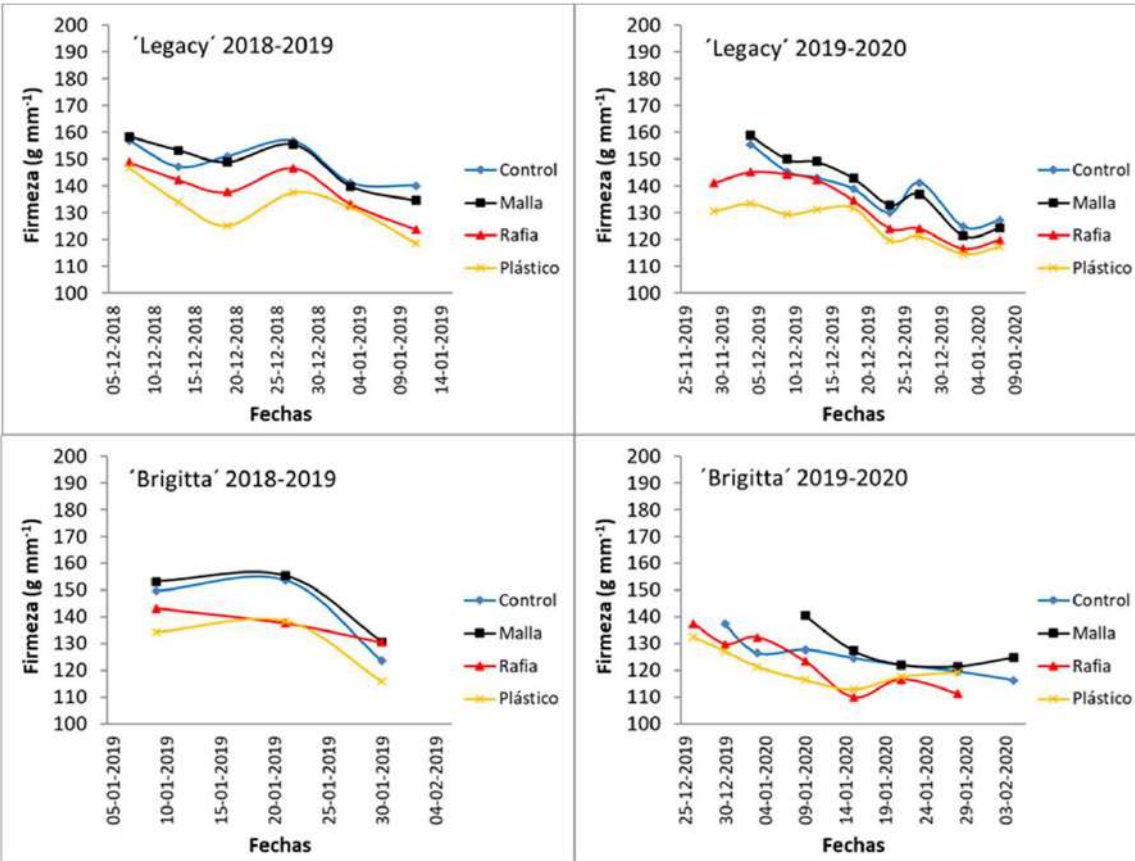 ´Legacy´ 2018-2019
Firmeza (g mm⁻¹)
200
190
180
170
160
150
140
130
120
110
100
05-12-2018
10-12-2018
15-12-2018
20-12-2018
25-12-2018
30-12-2018
04-01-2019
09-01-2019
14-01-2019
Fechas
Control
Malla
Rafia
Plástico
´Legacy´ 2019-2020
Firmeza (g mm⁻¹)
200
190
180
170
160
150
140
130
120
110
100
25-11-2019
30-11-2019
05-12-2019
10-12-2019
15-12-2019
20-12-2019
25-12-2019
30-12-2019
04-01-2020
09-01-2020
Fechas
Control
Malla
Rafia
Plástico
´Brigitta´ 2018-2019
Firmeza (g mm⁻¹)
200
190
180
170
160
150
140
130
120
110
100
05-01-2019
10-01-2019
15-01-2019
20-01-2019
25-01-2019
30-01-2019
04-02-2019
Fechas
Control
Malla
Rafia
Plástico
´Brigitta´ 2019-2020
Firmeza (g mm⁻¹)
200
190
180
170
160
150
140
130
120
110
100
25-12-2019
30-12-2019
04-01-2020
09-01-2020
14-01-2020
19-01-2020
24-01-2020
29-01-2020
03-02-2020
Fechas
Control
Malla
Rafia
Plástico